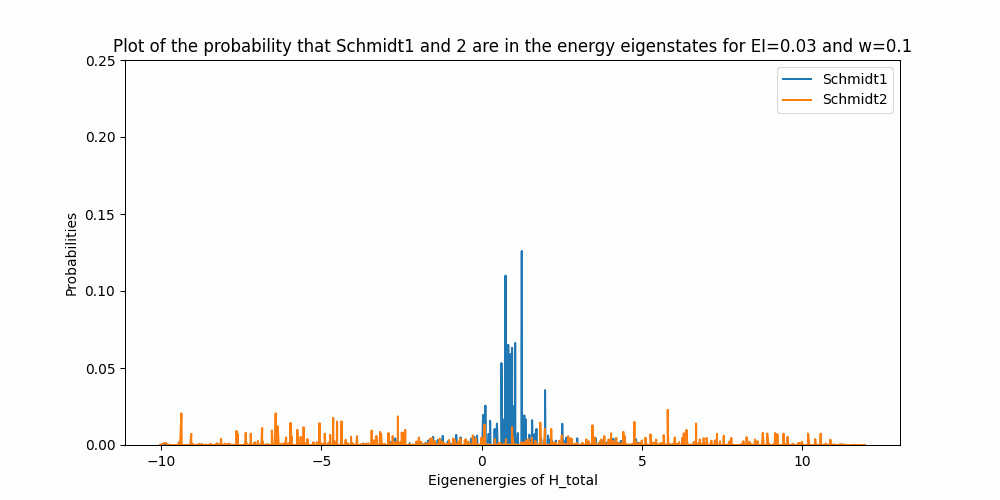 Plot of the probability that Schmidt1 and 2 are in the energy eigenstates for EI=0.03 and w=0.1
0.25
Schmidt1
Schmidt2
0.20
0.15
Probabilities
0.10
0.05
0.00
−10 −5 0 5 10
Eigenenergies of H_total